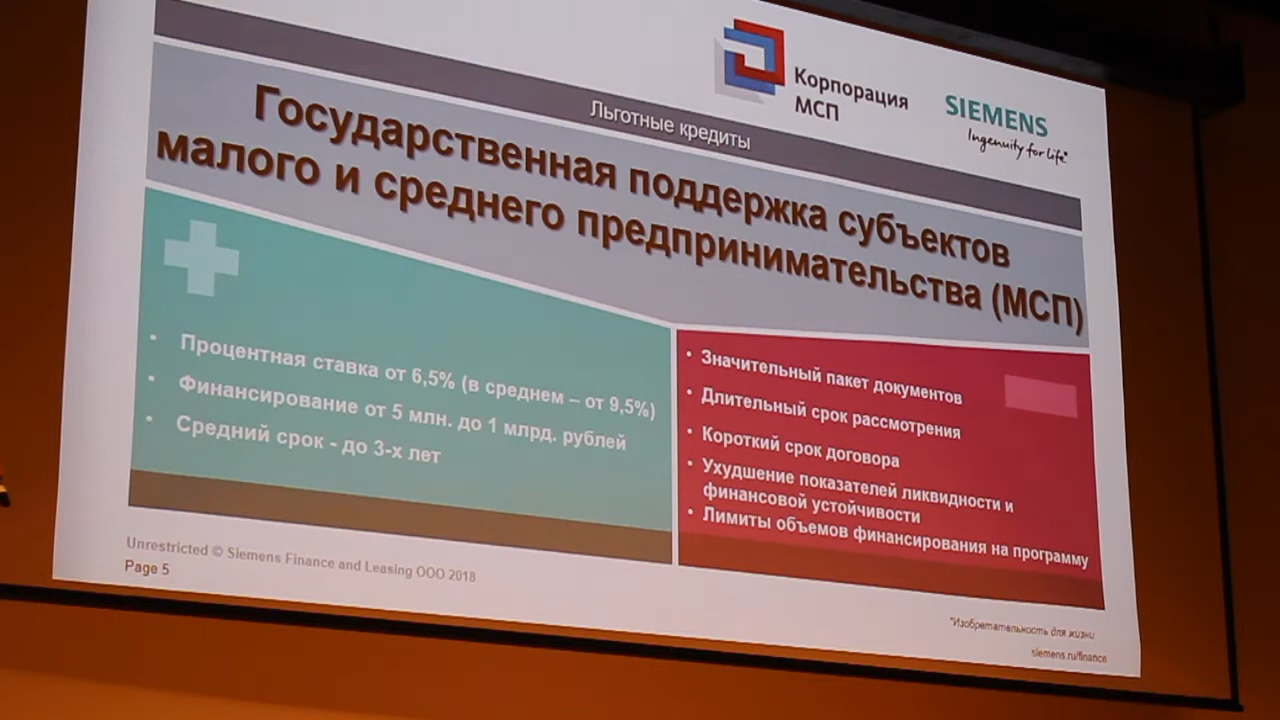 Корпорация
МСП
SIEMENS
Ingenuity for life*
Льготные кредиты
Государственная поддержка субъектов
малого и среднего предпринимательства (МСП)
• Процентная ставка от 6,5% (в среднем – от 9,5%)
• Финансирование от 5 млн. до 1 млрд. рублей
• Средний срок - до 3-х лет
• Значительный пакет документов
• Длительный срок рассмотрения
• Короткий срок договора
• Ухудшение показателей ликвидности и
финансовой устойчивости
• Лимиты объемов финансирования на программу
Unrestricted © Siemens Finance and Leasing ООО 2018
Page 5
*Изобретательность для жизни
siemens.ru/finance